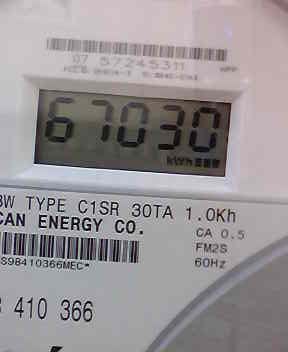 07 57245311
67030
kWh
3W TYPE C1SR 30TA 1.0Kh
CAN ENERGY CO.
CA 0.5
FM2S
S98410366MEC*
60Hz
410 366